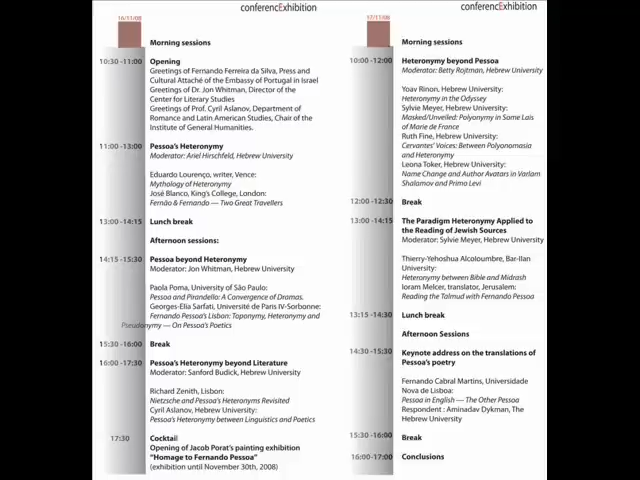 conferencExhibition
16/11/08
Morning sessions
10:30 -11:00 Opening
Greetings of Fernando Ferreira da Silva, Press and
Cultural Attaché of the Embassy of Portugal in Israel
Greetings of Dr. Jon Whitman, Director of the
Center for Literary Studies
Greetings of Prof. Cyril Aslanov, Department of
Romance and Latin American Studies, Chair of the
Institute of General Humanities.
11:00 -13:00 Pessoa's Heteronymy
Moderator: Ariel Hirschfeld, Hebrew University
Eduardo Lourenço, writer, Vence:
Mythology of Heteronymy
José Blanco, King's College, London:
Fernão & Fernando — Two Great Travellers
13:00 -14:15 Lunch break
Afternoon sessions:
14:15 -15:30 Pessoa beyond Heteronymy
Moderator: Jon Whitman, Hebrew University
Paola Poma, University of São Paulo:
Pessoa and Pirandello: A Convergence of Dramas.
Georges-Elia Sarfati, Université de Paris IV-Sorbonne:
Fernando Pessoa's Lisbon: Toponymy, Heteronymy and
Pseudonymy — On Pessoa's Poetics
15:30 -16:00 Break
16:00 -17:30 Pessoa's Heteronymy beyond Literature
Moderator: Sanford Budick, Hebrew University
Richard Zenith, Lisbon:
Nietzsche and Pessoa's Heteronyms Revisited
Cyril Aslanov, Hebrew University:
Pessoa's Heteronymy between Linguistics and Poetics
17:30 Cocktail
Opening of Jacob Porat's painting exhibition
"Homage to Fernando Pessoa"
(exhibition until November 30th, 2008)
conferencExhibition
17/11/08
Morning sessions
10:00 -12:00 Heteronymy beyond Pessoa
Moderator: Betty Rojtman, Hebrew University
Yoav Rinon, Hebrew University:
Heteronymy in the Odyssey
Sylvie Meyer, Hebrew University:
Masked/Unveiled: Polyonymy in Some Lais
of Marie de France
Ruth Fine, Hebrew University:
Cervantes' Voices: Between Polyonomasia
and Heteronymy
Leona Toker, Hebrew University:
Name Change and Author Avatars in Varlam
Shalamov and Primo Levi
12:00 -12:30 Break
13:00 -14:15 The Paradigm Heteronymy Applied to
the Reading of Jewish Sources
Moderator: Sylvie Meyer, Hebrew University
Thierry-Yehoshua Alcoloumbre, Bar-Ilan
University:
Heteronymy between Bible and Midrash
Ioram Melcer, translator, Jerusalem:
Reading the Talmud with Fernando Pessoa
13:15 -14:30 Lunch break
Afternoon Sessions
14:30 -15:30 Keynote address on the translations of
Pessoa's poetry
Fernando Cabral Martins, Universidade
Nova de Lisboa:
Pessoa in English — The Other Pessoa
Respondent : Aminadav Dykman, The
Hebrew University
15:30 -16:00 Break
16:00-17:00 Conclusions